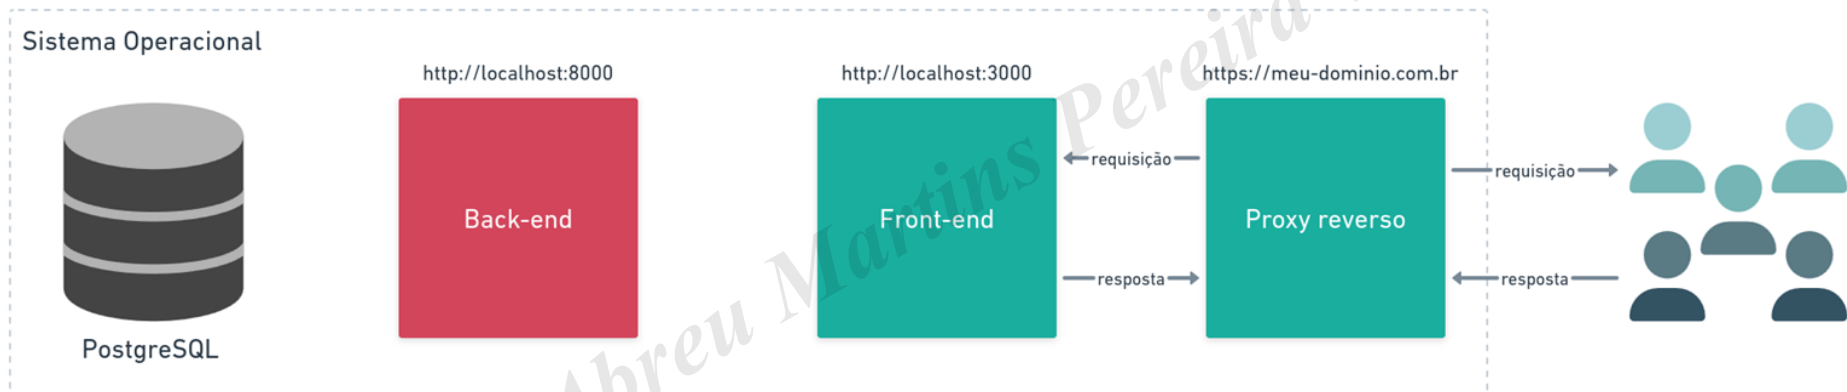 Sistema Operacional
http://localhost:8000
http://localhost:3000
https://meu-dominio.com.br
Back-end
Front-end
Proxy reverso
requisição
requisição
resposta
resposta
PostgreSQL
Abreu Martins Pereira